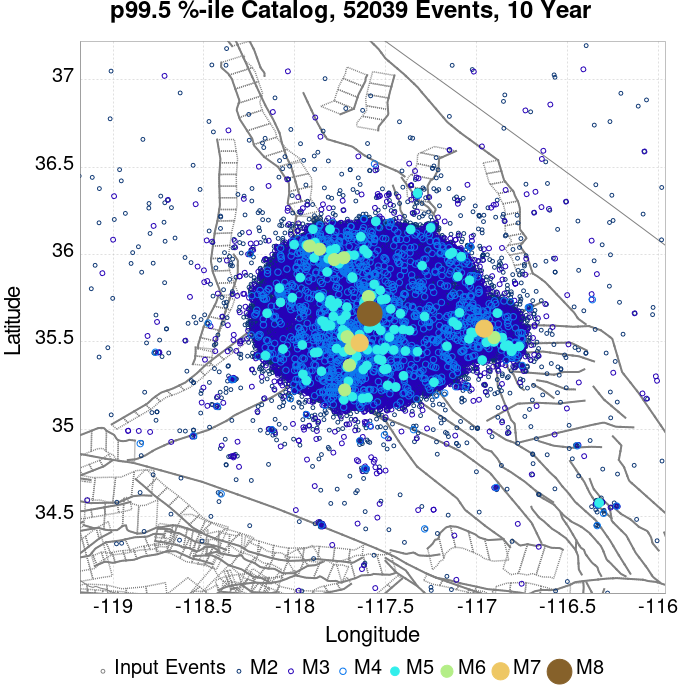 p99.5 %-ile Catalog, 52039 Events, 10 Year
37
36.5
36
35.5
35
34.5
Latitude
-119 -118.5 -118 -117.5 -117 -116.5 -116
Longitude
Input Events M2 M3 M4 M5 M6 M7 M8